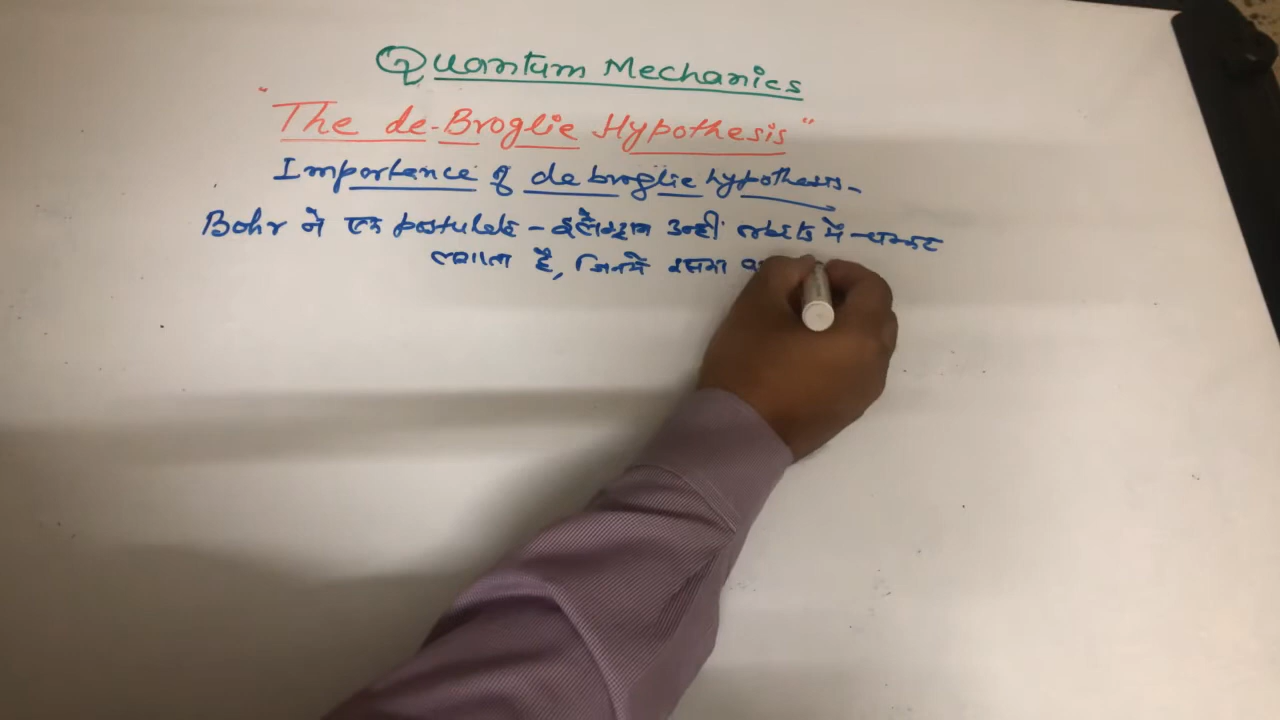 Quantum Mechanics
"The de-Broglie Hypothesis"
Importance of de broglie hypothesis-
Bohr ने एक postulate - इलेक्ट्रान उन्हीं orbits में चक्कर
लगाता है, जिनमें इसका